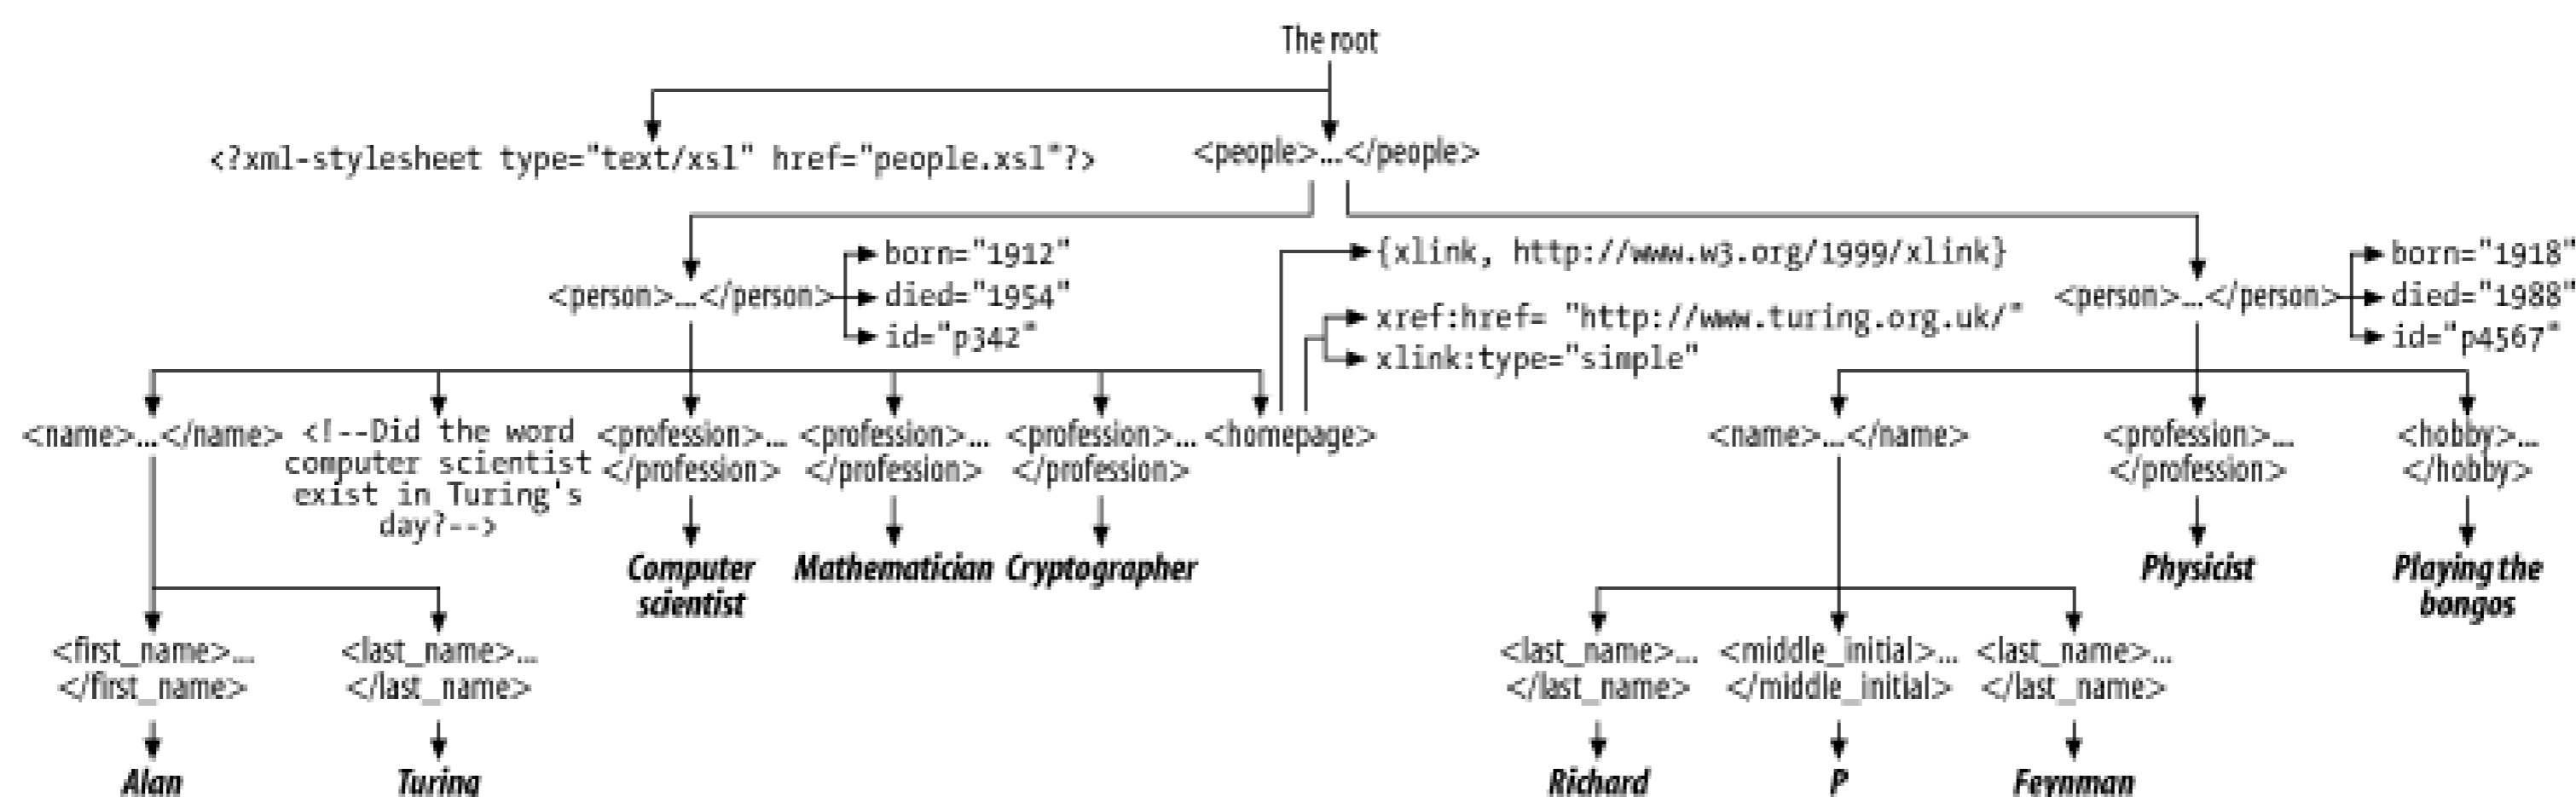 The root
<?xml-stylesheet type="text/xsl" href="people.xsl"?>
<people>...</people>
<person>...</person>
born="1912"
died="1954"
id="p342"
{xlink, http://www.w3.org/1999/xlink}
xref:href= "http://www.turing.org.uk/"
xlink:type="simple"
<person>...</person>
born="1918"
died="1988"
id="p4567"
<name>...</name>
<!--Did the word
computer scientist
exist in Turing's
day?-->
<profession>...
</profession>
<profession>...
</profession>
<profession>...
</profession>
<homepage>
<name>...</name>
<profession>...
</profession>
<hobby>...
</hobby>
Computer
scientist
Mathematician
Cryptographer
Physicist
Playing the
bongos
<first_name>...
</first_name>
<last_name>...
</last_name>
<last_name>...
</last_name>
<middle_initial>...
</middle_initial>
<last_name>...
</last_name>
Alan
Turing
Richard
P
Feynman